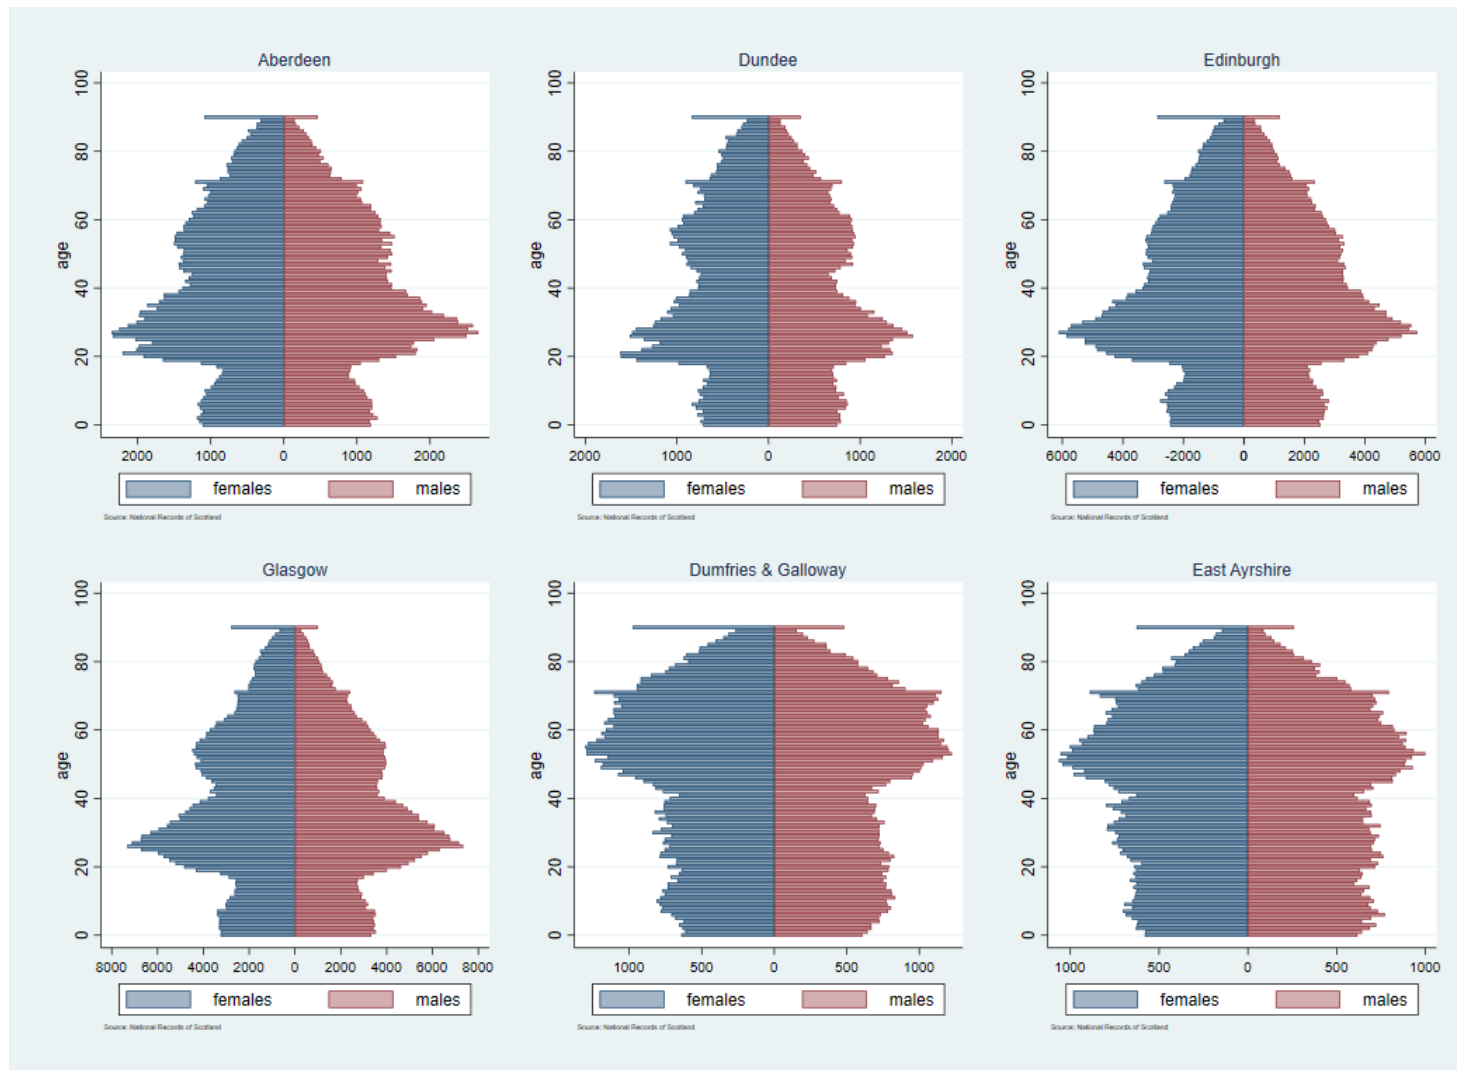 Aberdeen
100
80
60
40
20
0
age
2000 1000 0 1000 2000
females males
Source: National Records of Scotland
Dundee
100
80
60
40
20
0
age
2000 1000 0 1000 2000
females males
Source: National Records of Scotland
Edinburgh
100
80
60
40
20
0
age
6000 4000 -2000 0 2000 4000 6000
females males
Source: National Records of Scotland
Glasgow
100
80
60
40
20
0
age
8000 6000 4000 2000 0 2000 4000 6000 8000
females males
Source: National Records of Scotland
Dumfries & Galloway
100
80
60
40
20
0
age
1000 500 0 500 1000
females males
Source: National Records of Scotland
East Ayrshire
100
80
60
40
20
0
age
1000 500 0 500 1000
females males
Source: National Records of Scotland